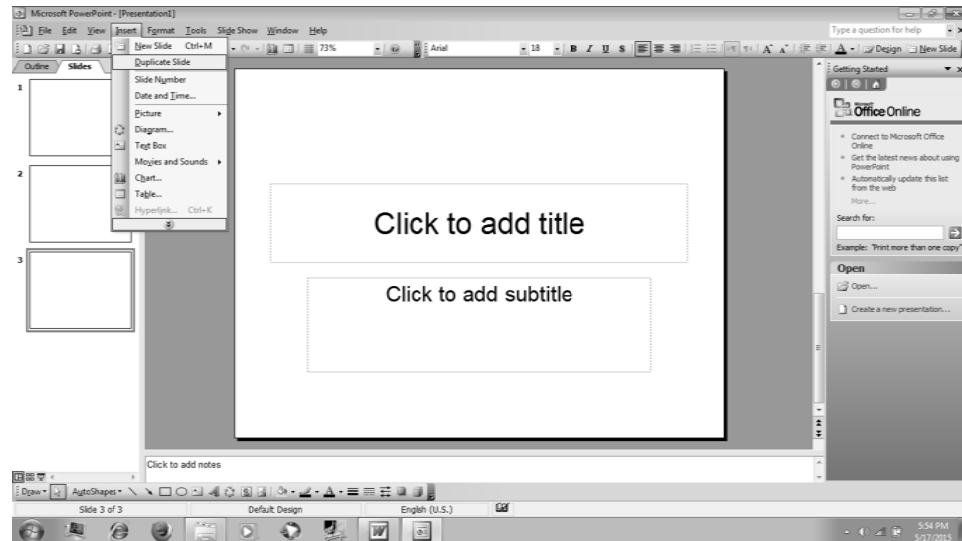 Microsoft PowerPoint - [Presentation1]
File Edit View Insert Format Tools Slide Show Window Help
Type a question for help
73%
Arial
18
B I U S
Design
New Slide
Outline
Slides
New Slide Ctrl+M
Duplicate Slide
Slide Number
Date and Time...
Picture
Diagram...
Text Box
Movies and Sounds
Chart...
Table...
Hyperlink... Ctrl+K
1
2
3
Click to add title
Click to add subtitle
Getting Started
Microsoft
Office Online
Connect to Microsoft Office
Online
Get the latest news about using
PowerPoint
Automatically update this list
from the web
More...
Search for:
Example: "Print more than one copy"
Open
Open...
Create a new presentation...
Click to add notes
Draw
AutoShapes
Slide 3 of 3
Default Design
English (U.S.)
5:54 PM
5/17/2015